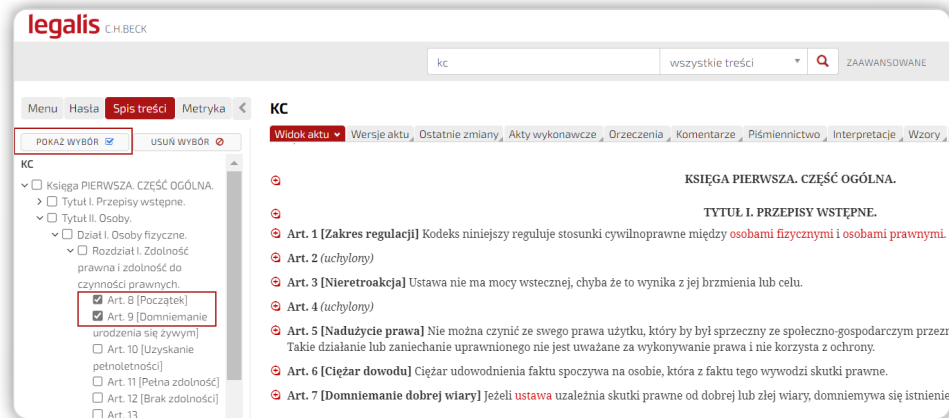 legalis C.H.BECK
kc wszystkie treści ZAAWANSOWANE
Menu Hasła Spis treści Metryka
POKAŻ WYBÓR USUŃ WYBÓR
KC
Księga PIERWSZA. CZĘŚĆ OGÓLNA.
Tytuł I. Przepisy wstępne.
Tytuł II. Osoby.
Dział I. Osoby fizyczne.
Rozdział I. Zdolność
prawna i zdolność do
czynności prawnych.
Art. 8 [Początek]
Art. 9 [Domniemanie
urodzenia się żywym]
Art. 10 [Uzyskanie
pełnoletności]
Art. 11 [Pełna zdolność]
Art. 12 [Brak zdolności]
Art. 13
KC
Widok aktu Wersje aktu Ostatnie zmiany Akty wykonawcze Orzeczenia Komentarze Piśmiennictwo Interpretacje Wzory
KSIĘGA PIERWSZA. CZĘŚĆ OGÓLNA.
TYTUŁ I. PRZEPISY WSTĘPNE.
Art. 1 [Zakres regulacji] Kodeks niniejszy reguluje stosunki cywilnoprawne między osobami fizycznymi i osobami prawnymi.
Art. 2 (uchylony)
Art. 3 [Nieretroakcja] Ustawa nie ma mocy wstecznej, chyba że to wynika z jej brzmienia lub celu.
Art. 4 (uchylony)
Art. 5 [Nadużycie prawa] Nie można czynić ze swego prawa użytku, który by był sprzeczny ze społeczno-gospodarczym
Takie działanie lub zaniechanie uprawnionego nie jest uważane za wykonywanie prawa i nie korzysta z ochrony.
Art. 6 [Ciężar dowodu] Ciężar udowodnienia faktu spoczywa na osobie, która z faktu tego wywodzi skutki prawne.
Art. 7 [Domniemanie dobrej wiary] Jeżeli ustawa uzależnia skutki prawne od dobrej lub złej wiary, domniemywa się istnienie